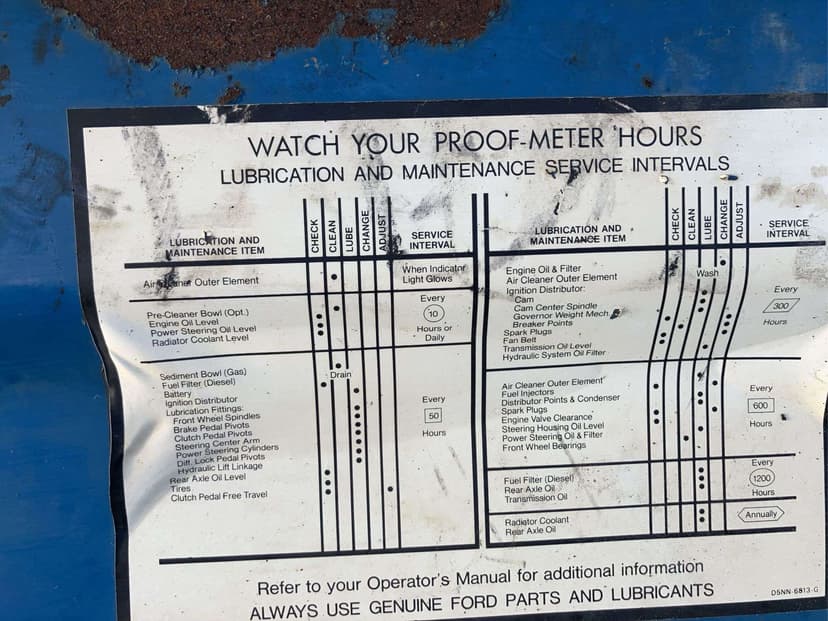 WATCH YOUR PROOF-METER HOURS
LUBRICATION AND MAINTENANCE SERVICE INTERVALS
LUBRICATION AND
MAINTENANCE ITEM
CHECK
CLEAN
LUBE
CHANGE
ADJUST
SERVICE
INTERVAL
Air Cleaner Outer Element
When Indicator
Light Glows
Pre-Cleaner Bowl (Opt.)
Engine Oil Level
Power Steering Oil Level
Radiator Coolant Level
Every
10
Hours or
Daily
Sediment Bowl (Gas)
Fuel Filter (Diesel)
Drain
Battery
Ignition Distributor
Lubrication Fittings:
Front Wheel Spindles
Brake Pedal Pivots
Clutch Pedal Pivots
Steering Center Arm
Power Steering Cylinders
Diff. Lock Pedal Pivots
Hydraulic Lift Linkage
Rear Axle Oil Level
Tires
Clutch Pedal Free Travel
Every
50
Hours
LUBRICATION AND
MAINTENANCE ITEM
CHECK
CLEAN
LUBE
CHANGE
ADJUST
SERVICE
INTERVAL
Engine Oil & Filter
Air Cleaner Outer Element
Wash
Ignition Distributor:
Cam
Cam Center Spindle
Governor Weight Mech.
Breaker Points
Spark Plugs
Fan Belt
Transmission Oil Level
Hydraulic System Oil Filter
Every
300
Hours
Air Cleaner Outer Element
Fuel Injectors
Distributor Points & Condenser
Spark Plugs
Engine Valve Clearance
Steering Housing Oil Level
Power Steering Oil & Filter
Front Wheel Bearings
Every
600
Hours
Fuel Filter (Diesel)
Rear Axle Oil
Transmission Oil
Every
1200
Hours
Radiator Coolant
Rear Axle Oil
Annually
Refer to your Operator's Manual for additional information
ALWAYS USE GENUINE FORD PARTS AND LUBRICANTS
D5NN-6813-G